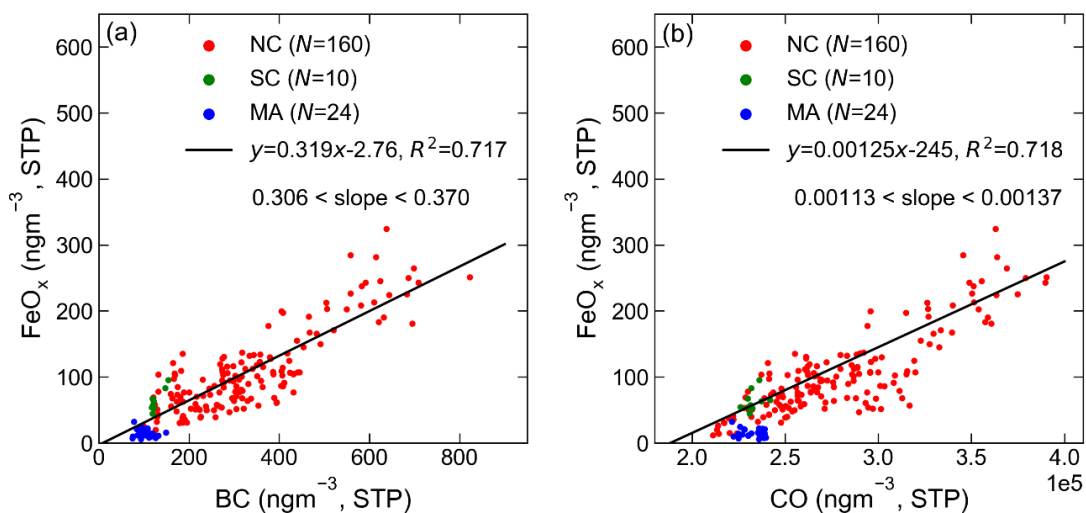 (a)
NC (N=160)
SC (N=10)
MA (N=24)
y=0.319x-2.76, R²=0.717
0.306 < slope < 0.370
FeOₓ (ngm⁻³, STP)
600
500
400
300
200
100
0
0 200 400 600 800
BC (ngm⁻³, STP)
(b)
NC (N=160)
SC (N=10)
MA (N=24)
y=0.00125x-245, R²=0.718
0.00113 < slope < 0.00137
FeOₓ (ngm⁻³, STP)
600
500
400
300
200
100
0
2.0 2.5 3.0 3.5 4.0
1e5
CO (ngm⁻³, STP)